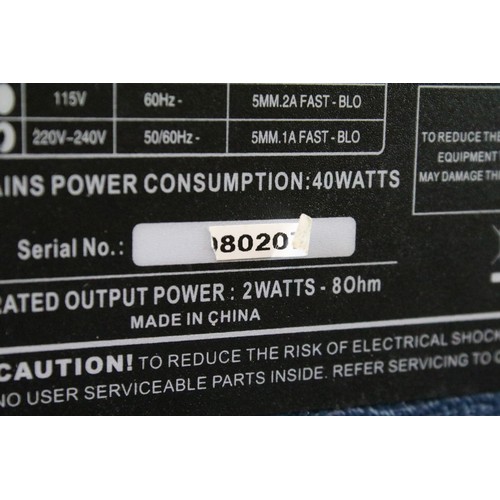 115V 60Hz - 5MM.2A FAST - BLO
220V~240V 50/60Hz - 5MM.1A FAST - BLO
AINS POWER CONSUMPTION:40WATTS
TO REDUCE THE
EQUIPMENT
MAY DAMAGE TH
Serial No.: 08020
RATED OUTPUT POWER : 2WATTS - 8Ohm
MADE IN CHINA
CAUTION! TO REDUCE THE RISK OF ELECTRICAL SHOCK
NO USER SERVICEABLE PARTS INSIDE. REFER SERVICING TO